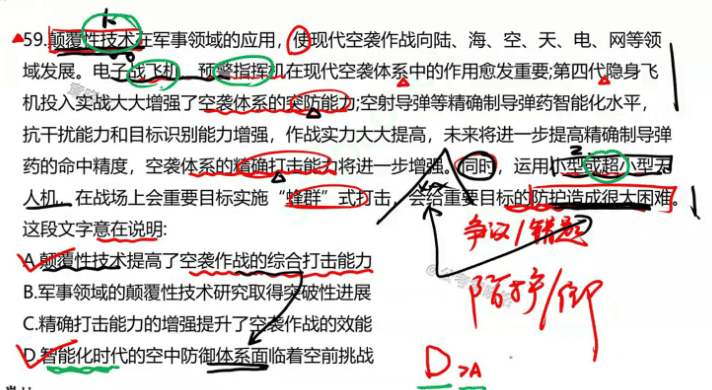 59.颠覆性技术在军事领域的应用，使现代空袭作战向陆、海、空、天、电、网等领
域发展。电子战飞机、预警指挥机在现代空袭体系中的作用愈发重要;第四代隐身飞
机投入实战大大增强了空袭体系的突防能力;空射导弹等精确制导弹药智能化水平，
抗干扰能力和目标识别能力增强，作战实力大大提高，未来将进一步提高精确制导弹
药的命中精度，空袭体系的精确打击能力将进一步增强。同时，运用小型或超小型无
人机，在战场上会重要目标实施“蜂群”式打击，会给重要目标的防护造成很大困难。
这段文字意在说明:
争议/错题
A.颠覆性技术提高了空袭作战的综合打击能力
B.军事领域的颠覆性技术研究取得突破性进展
防护/御
C.精确打击能力的增强提升了空袭作战的效能
D.智能化时代的空中防御体系面临着空前挑战
D>A